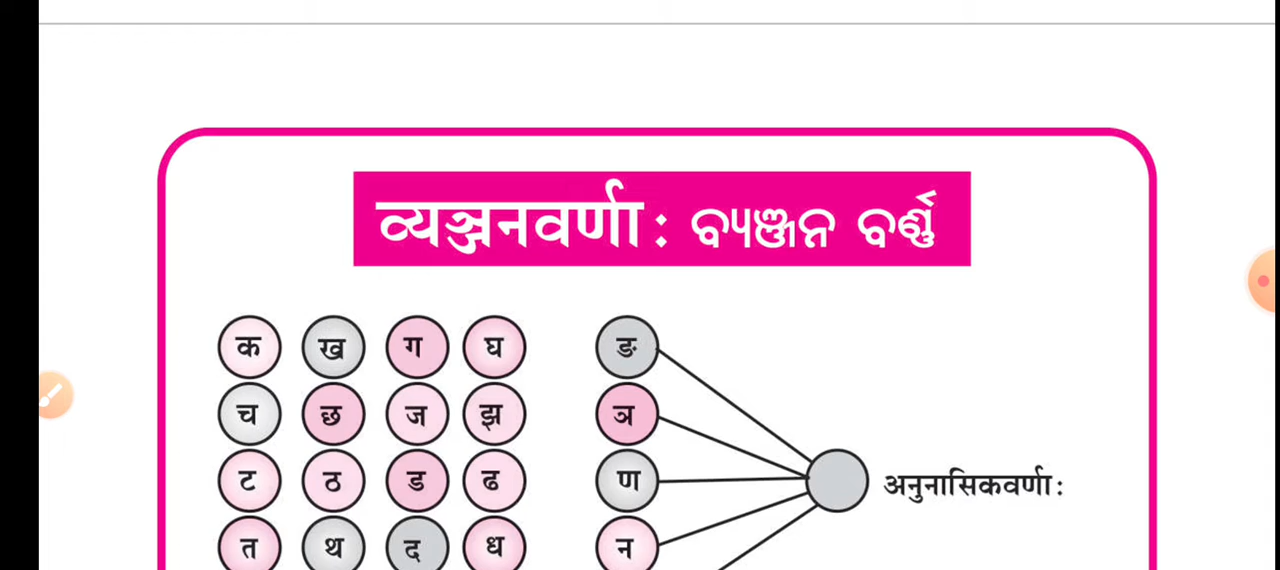 व्यञ्जनवर्णाः ବ୍ୟଞ୍ଜନ ବର୍ଣ୍ଣ
क ख ग घ ङ
च छ ज झ ञ
ट ठ ड ढ ण अनुनासिकवर्णाः
त थ द ध न